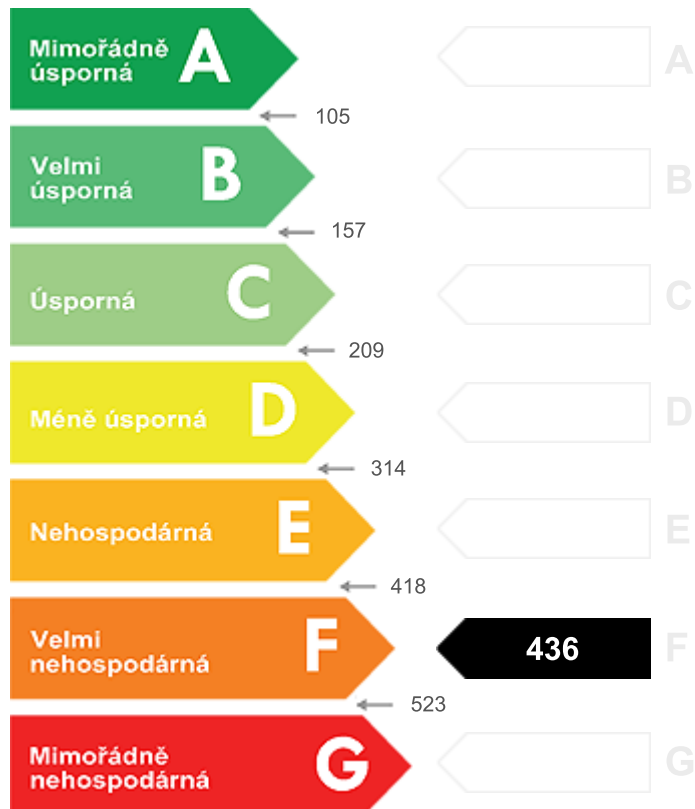 Mimořádně
úsporná
A
A
105
Velmi
úsporná
B
B
157
Úsporná
C
C
209
Méně úsporná
D
D
314
Nehospodárná
E
E
418
Velmi
nehospodárná
F
436
F
523
Mimořádně
nehospodárná
G
G